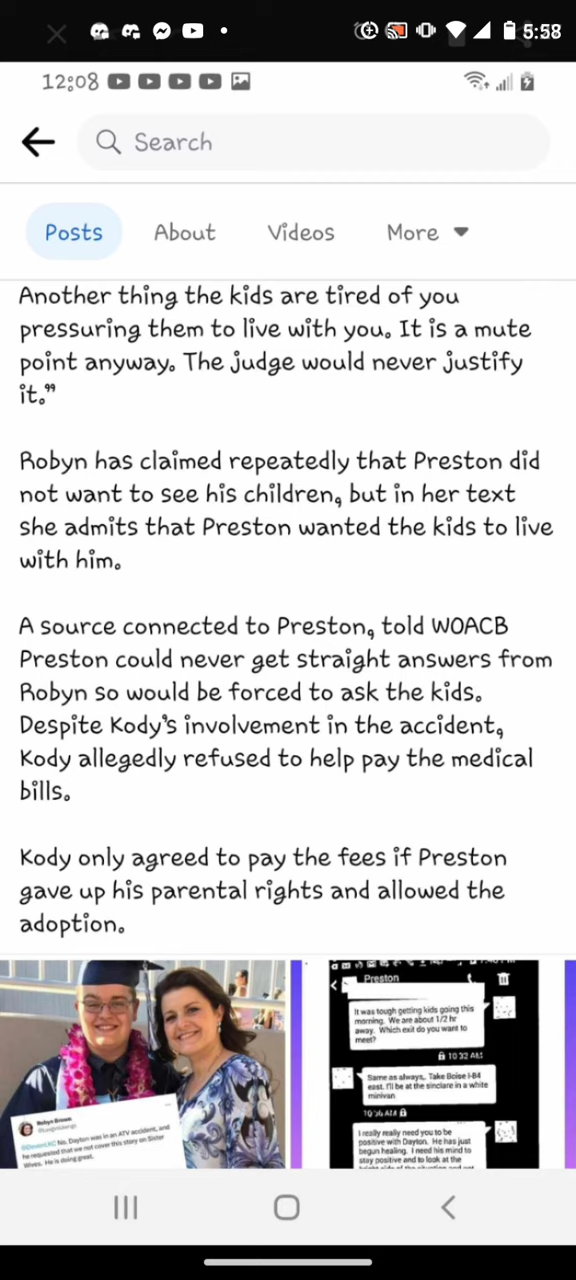 5:58
12:08
Search
Posts About Videos More
Another thing the kids are tired of you
pressuring them to live with you. It is a mute
point anyway. The judge would never justify
it.”
Robyn has claimed repeatedly that Preston did
not want to see his children, but in her text
she admits that Preston wanted the kids to live
with him.
A source connected to Preston, told WOACB
Preston could never get straight answers from
Robyn so would be forced to ask the kids.
Despite Kody's involvement in the accident,
Kody allegedly refused to help pay the medical
bills.
Kody only agreed to pay the fees if Preston
gave up his parental rights and allowed the
adoption.
Robyn Brown
No. Dayton was in an ATV accident, and
he requested that we not cover this story on Sister
Wives. He is doing great.
Preston
It was tough getting kids going this
morning. We are about 1/2 hr
away. Which exit do you want to
meet?
10:32 AM
Same as always,. Take Boise I-84
east. I'll be at the sinclare in a white
minivan
I really really need you to be
positive with Dayton. He has just
begun healing. I need his mind to
stay positive and to look at the